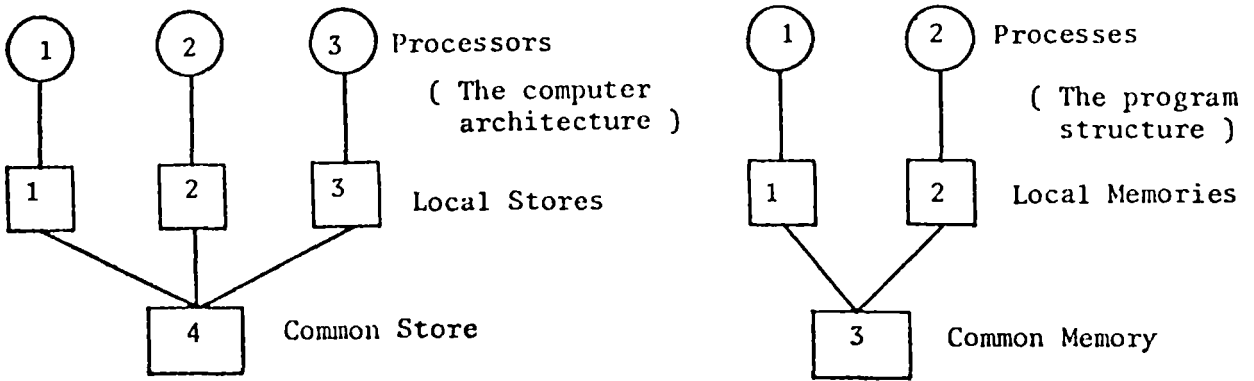 1 2 3 Processors
( The computer
architecture )
1 2 3 Local Stores
4 Common Store
1 2 Processes
( The program
structure )
1 2 Local Memories
3 Common Memory